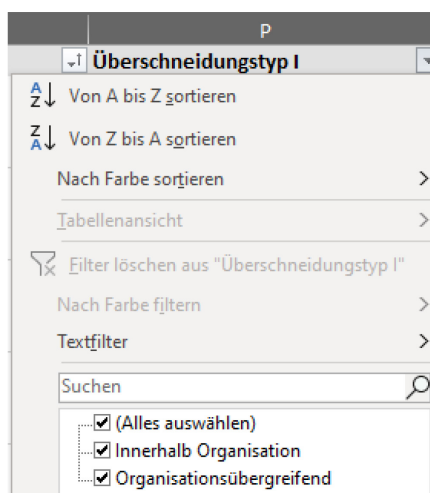 P
Überschneidungstyp I
Von A bis Z sortieren
Von Z bis A sortieren
Nach Farbe sortieren
Tabellenansicht
Filter löschen aus "Überschneidungstyp I"
Nach Farbe filtern
Textfilter
Suchen
(Alles auswählen)
Innerhalb Organisation
Organisationsübergreifend